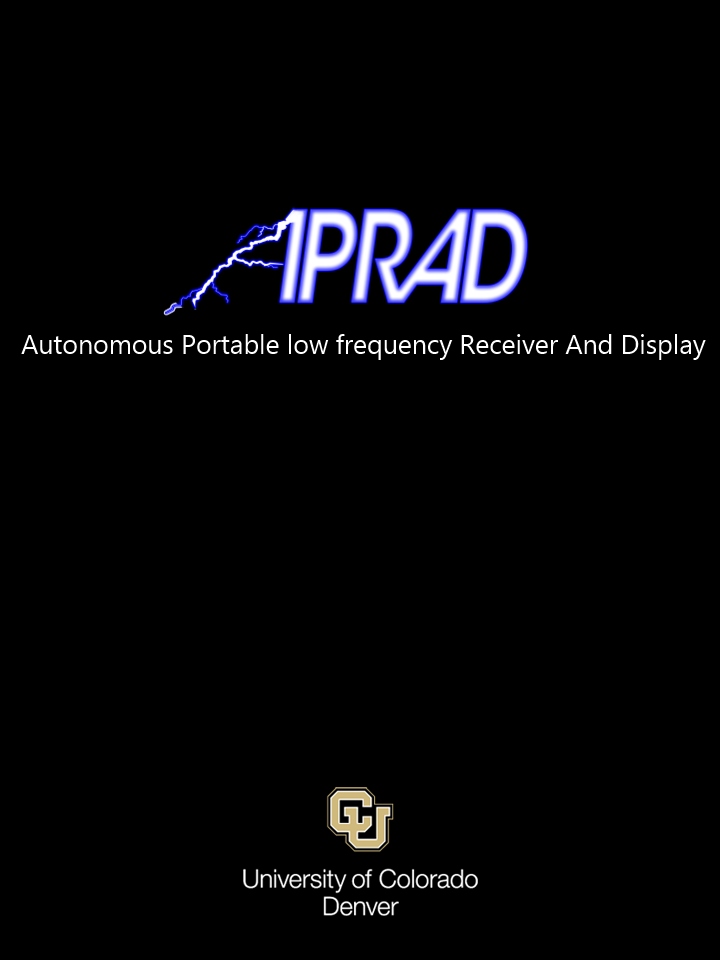 APRAD
Autonomous Portable low frequency Receiver And Display
CU
University of Colorado
Denver